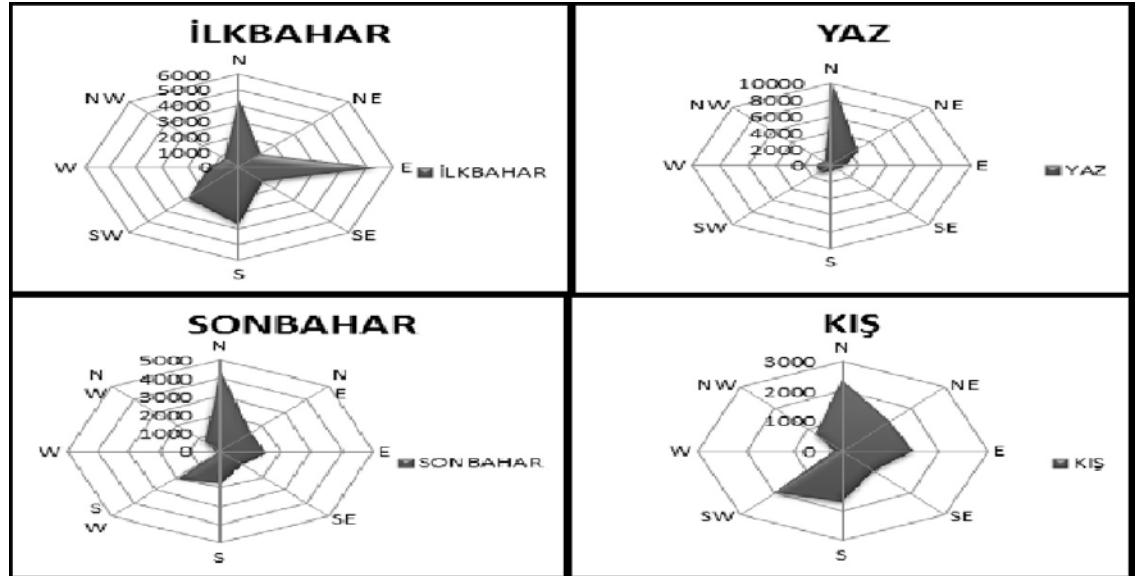 İLKBAHAR
N
6000
5000
4000
3000
2000
1000
0
NE
E
SE
S
SW
W
NW
İLKBAHAR
YAZ
N
10000
8000
6000
4000
2000
0
NE
E
SE
S
SW
W
NW
YAZ
SONBAHAR
N
5000
4000
3000
2000
1000
0
N
E
E
SE
S
S
W
W
N
W
SONBAHAR
KIŞ
N
3000
2000
1000
0
NE
E
SE
S
SW
W
NW
KIŞ